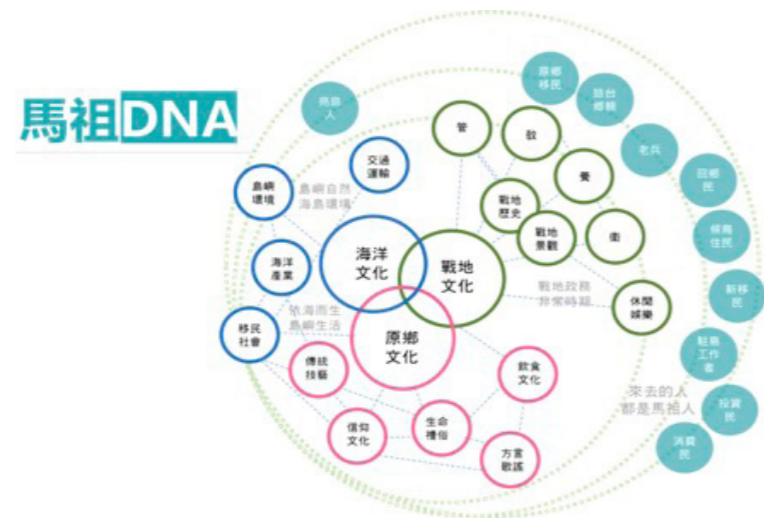 馬祖DNA
亮島
人
原鄉
移民
旅台
鄉親
老兵
回鄉
民
候鳥
住民
新移
民
駐島
工作
者
投資
民
消費
民
來去的人
都是馬祖人
交通
運輸
島嶼
環境
島嶼自然
海島環境
海洋
產業
移民
社會
依海而生
島嶼生活
海洋
文化
戰地
文化
原鄉
文化
管
教
養
衛
戰地
歷史
戰地
景觀
休閒
娛樂
戰地政務
非常時期
傳統
技藝
信仰
文化
生命
禮俗
飲食
文化
方言
歌謠